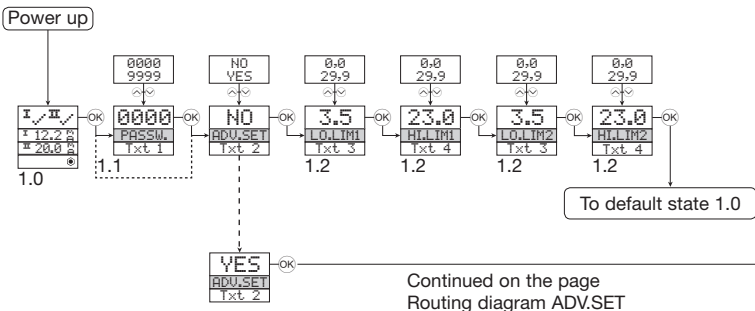 Power up
0000
9999
NO
YES
0,0
29,9
0,0
29,9
0,0
29,9
0,0
29,9
I / II /
I 12.2
II 20.0
1.0
OK
0000
PASSW.
Txt 1
1.1
OK
NO
ADV.SET
Txt 2
OK
3.5
LO.LIM1
Txt 3
1.2
OK
23.0
HI.LIM1
Txt 4
1.2
OK
3.5
LO.LIM2
Txt 3
1.2
OK
23.0
HI.LIM2
Txt 4
1.2
OK
To default state 1.0
YES
ADV.SET
Txt 2
OK
Continued on the page
Routing diagram ADV.SET